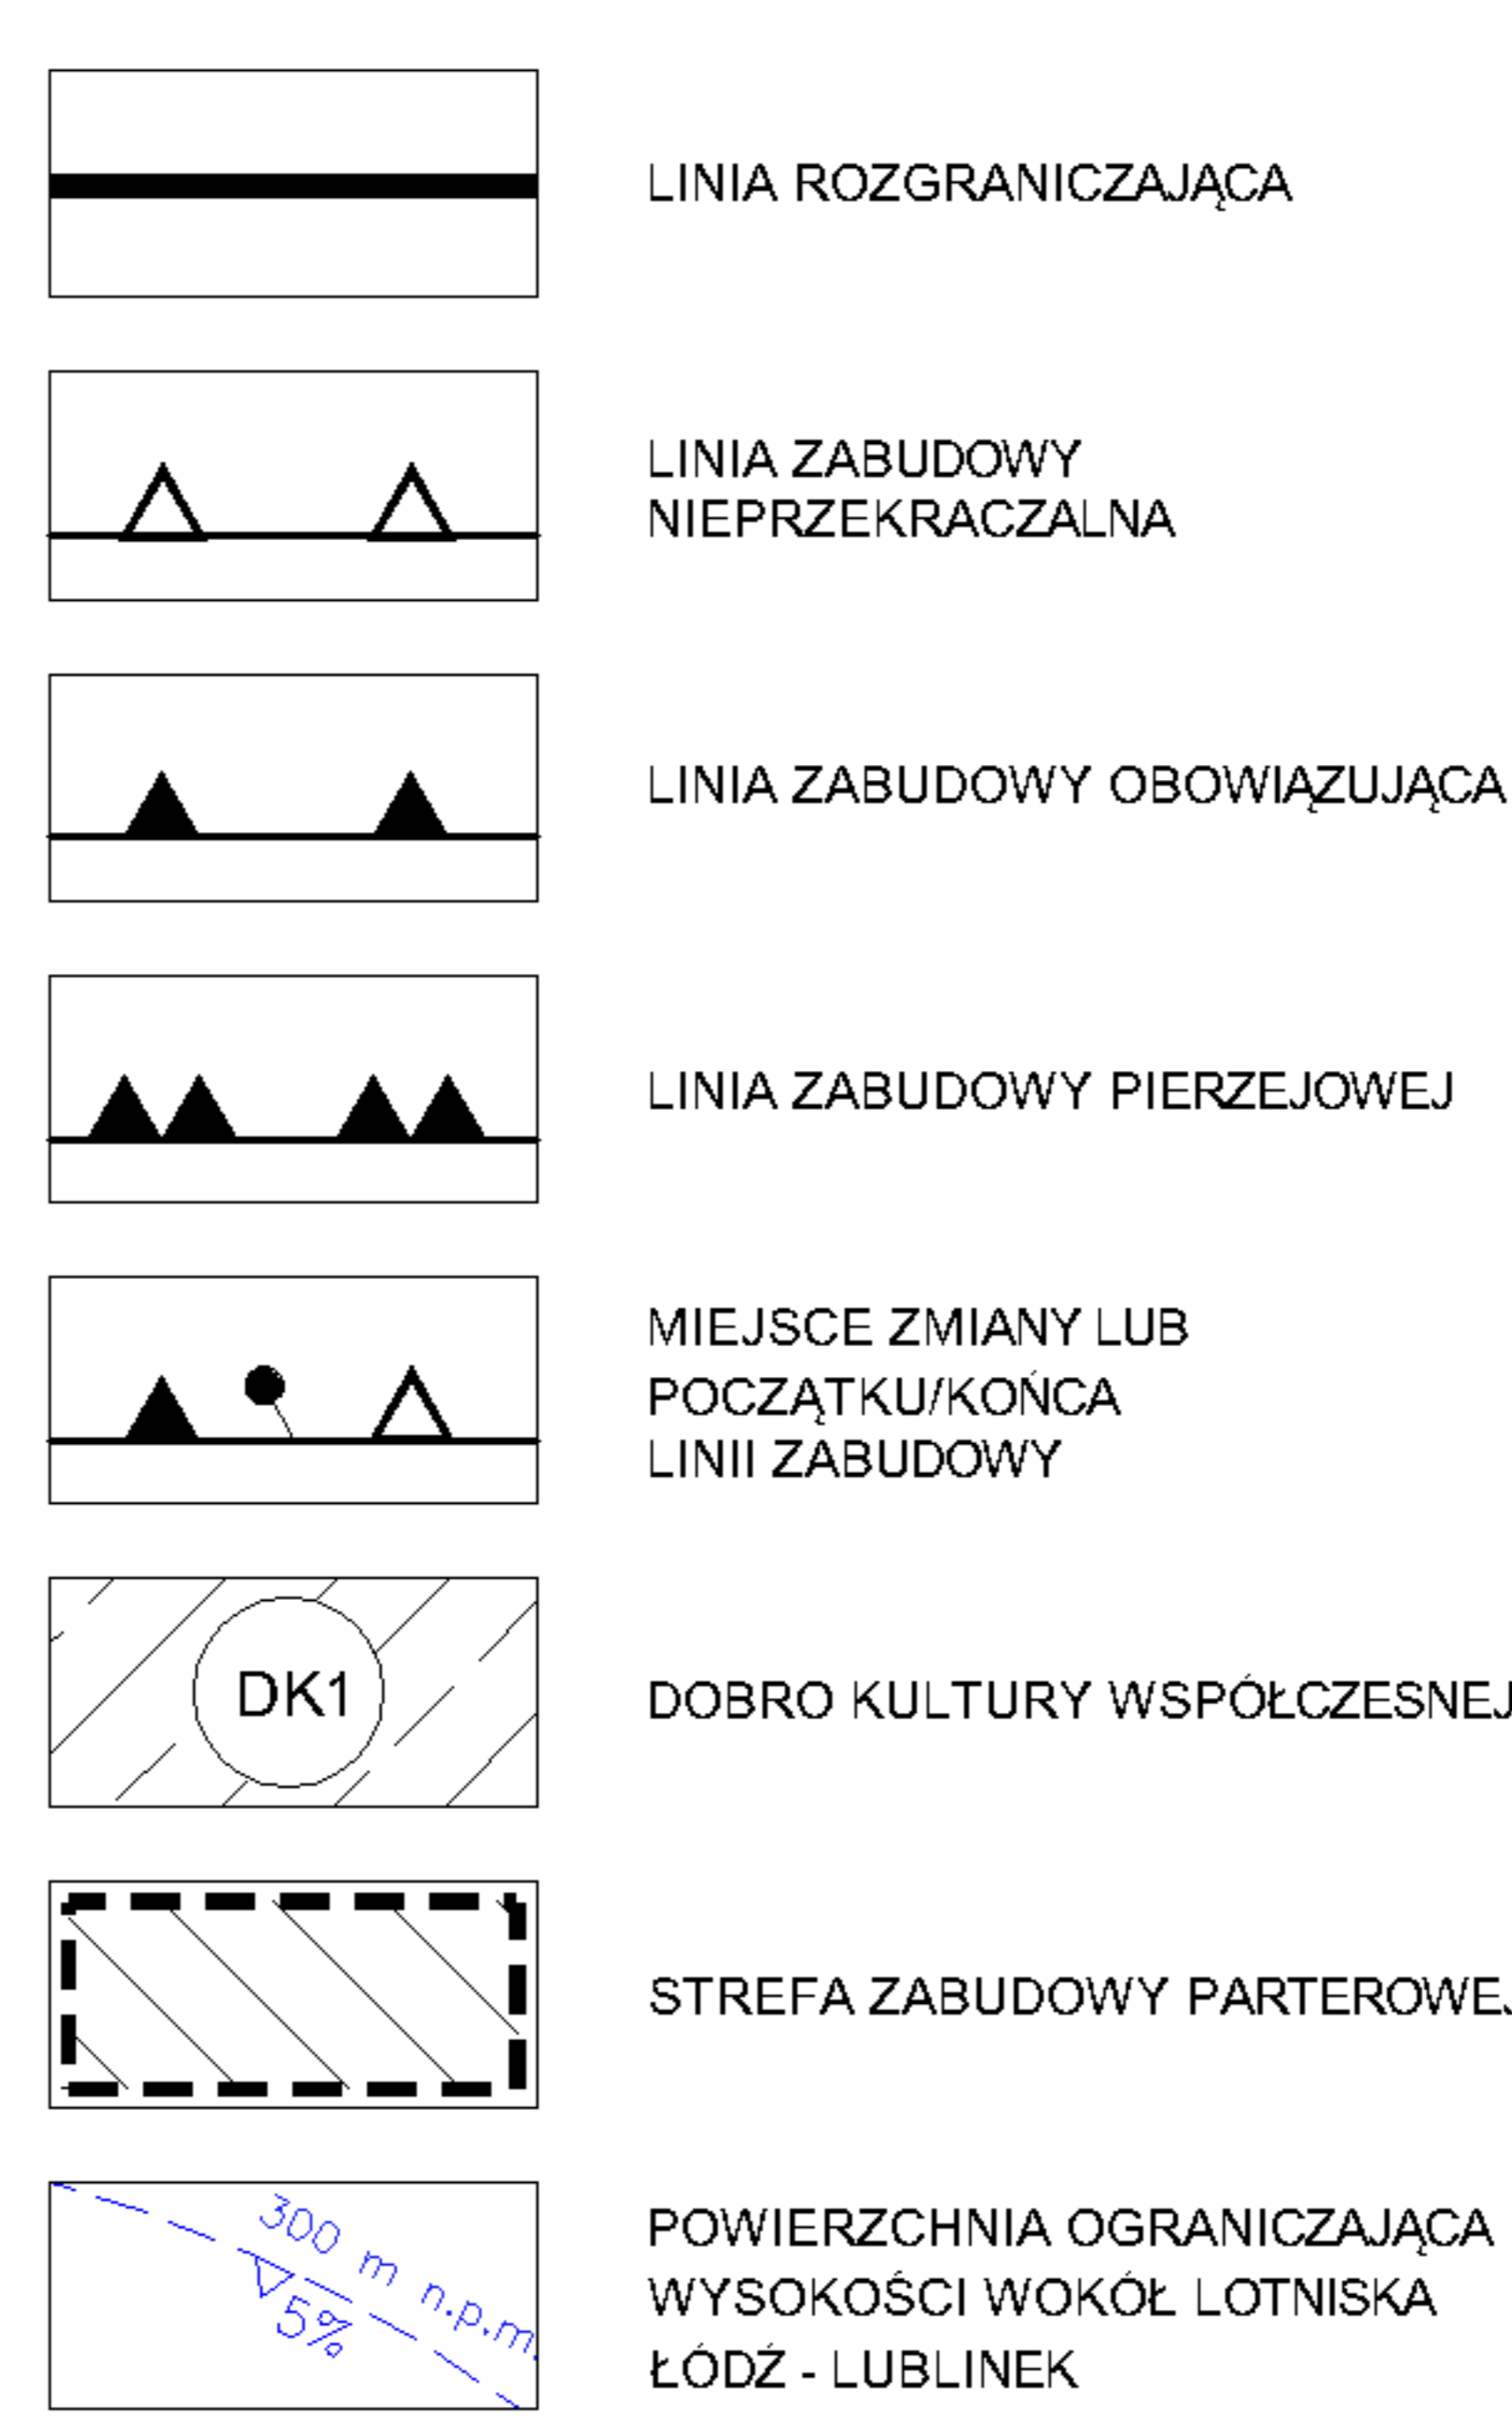 LINIA ROZGRANICZAJĄCA
LINIA ZABUDOWY
NIEPRZEKRACZALNA
LINIA ZABUDOWY OBOWIĄZUJĄCA
LINIA ZABUDOWY PIERZEJOWEJ
MIEJSCE ZMIANY LUB
POCZĄTKU/KOŃCA
LINII ZABUDOWY
DK1
DOBRO KULTURY WSPÓŁCZESNEJ
STREFA ZABUDOWY PARTEROWEJ
300 m n.p.m.
5%
POWIERZCHNIA OGRANICZAJĄCA
WYSOKOŚCI WOKÓŁ LOTNISKA
ŁÓDŹ - LUBLINEK